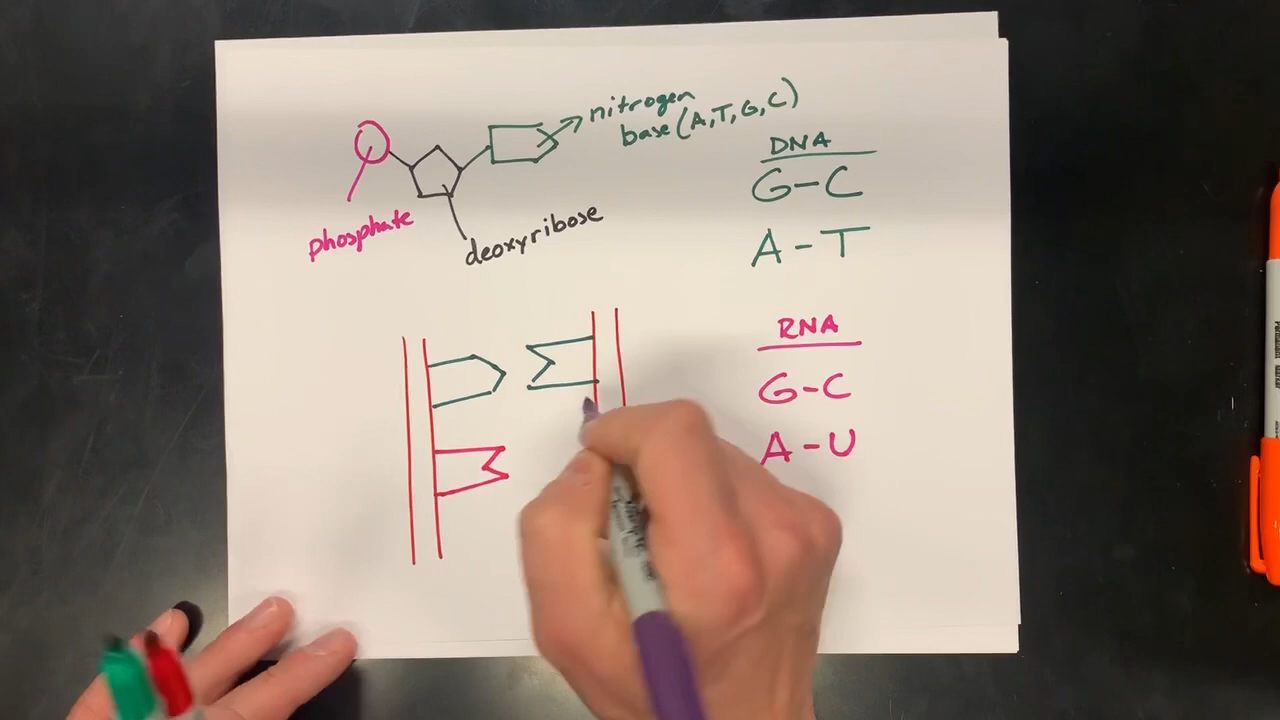 nitrogen
base (A,T,G,C)
phosphate
deoxyribose
DNA
G-C
A-T
RNA
G-C
A-U